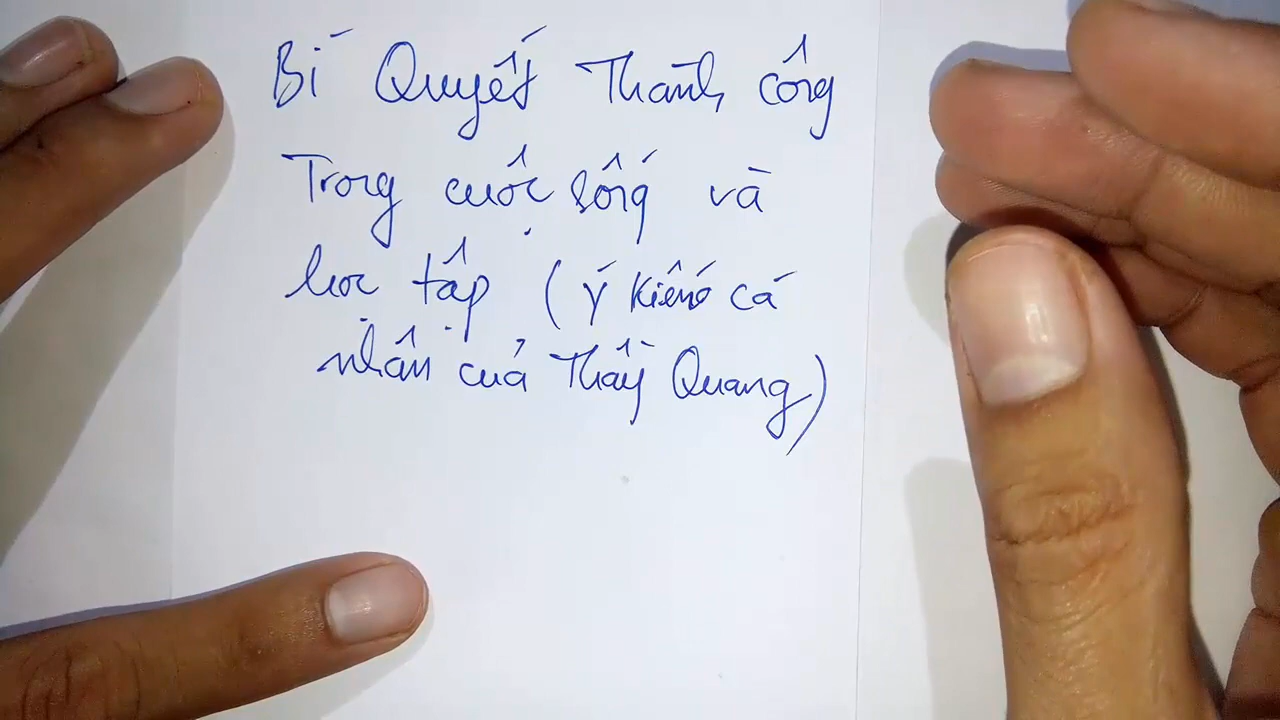 Bí Quyết Thành công
Trong cuộc sống và
học tập (ý kiến cá
nhân của Thầy Quang)